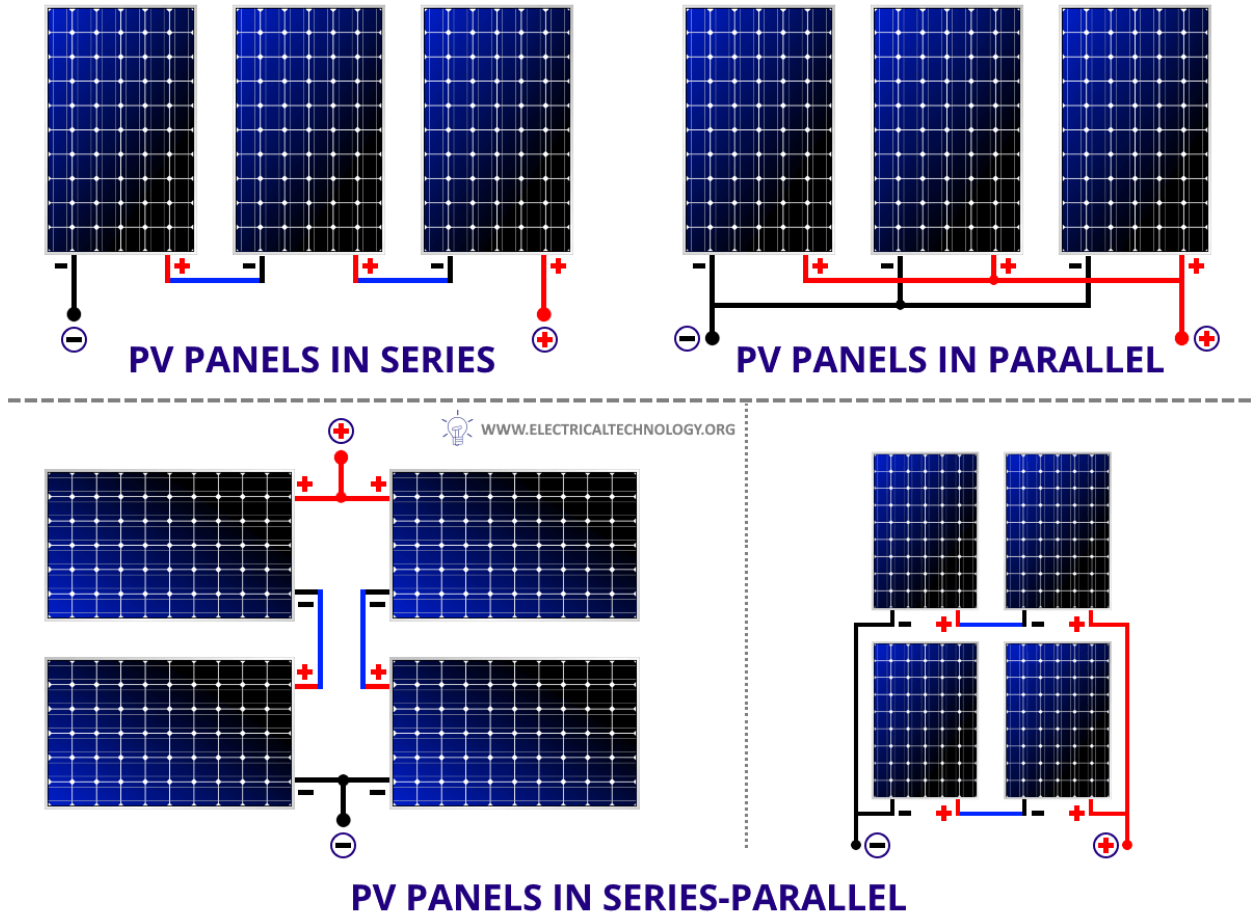 PV PANELS IN SERIES
PV PANELS IN PARALLEL
WWW.ELECTRICALTECHNOLOGY.ORG
PV PANELS IN SERIES-PARALLEL